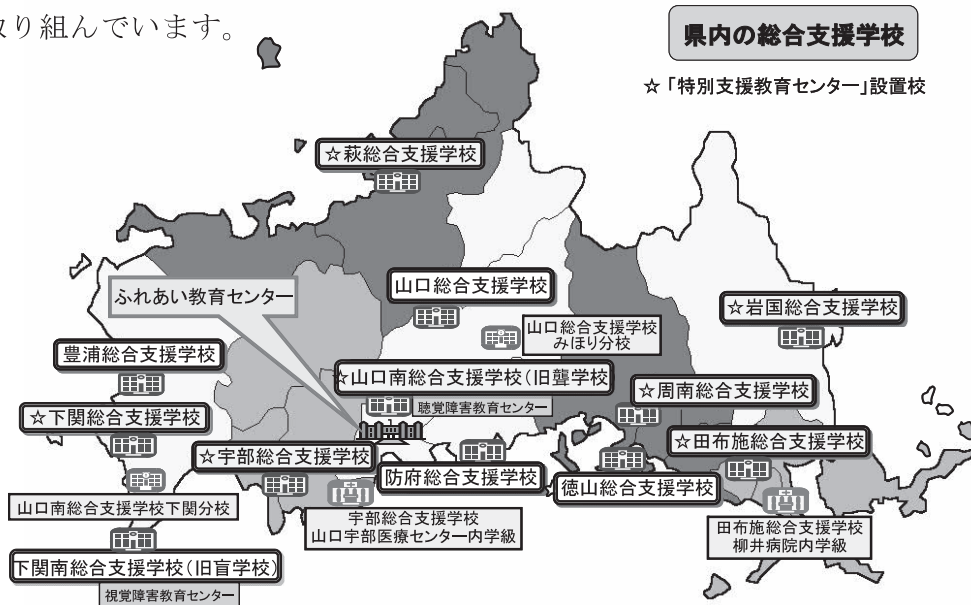 り組んでいます。
県内の総合支援学校
☆「特別支援教育センター」設置校
☆萩総合支援学校
ふれあい教育センター
山口総合支援学校
☆岩国総合支援学校
山口総合支援学校
みほり分校
豊浦総合支援学校
☆山口南総合支援学校(旧聾学校
聴覚障害教育センター
☆周南総合支援学校
☆下関総合支援学校
☆田布施総合支援学校
☆宇部総合支援学校
防府総合支援学校
徳山総合支援学校
山口南総合支援学校下関分校
宇部総合支援学校
山口宇部医療センター内学級
田布施総合支援学校
柳井病院内学級
下関南総合支援学校(旧盲学校)
視覚障害教育センター